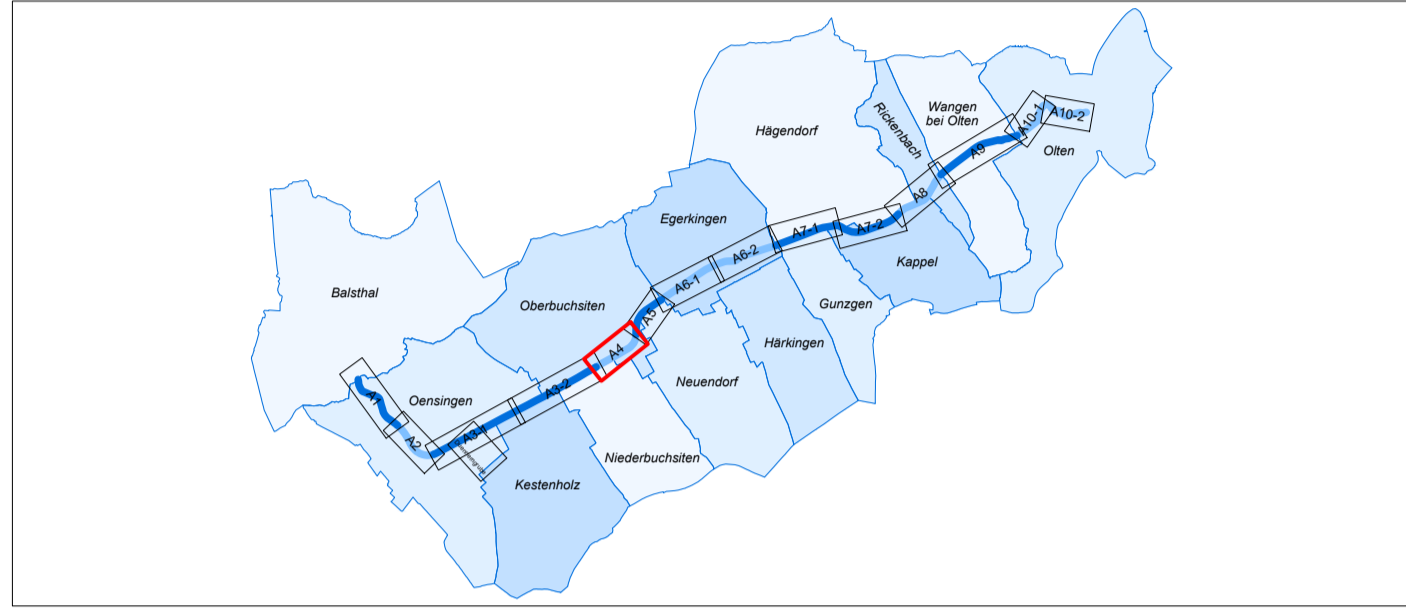 Balsthal
Oensingen
Oberbuchsiten
Egerkingen
Hägendorf
Rickenbach
Wangen
bei Olten
Olten
Kappel
Gunzgen
Härkingen
Neuendorf
Niederbuchsiten
Kestenholz
A1
A2
A3-1
A3-2
A4
A5
A6-1
A6-2
A7-1
A7-2
A8
A9
A10-1
A10-2